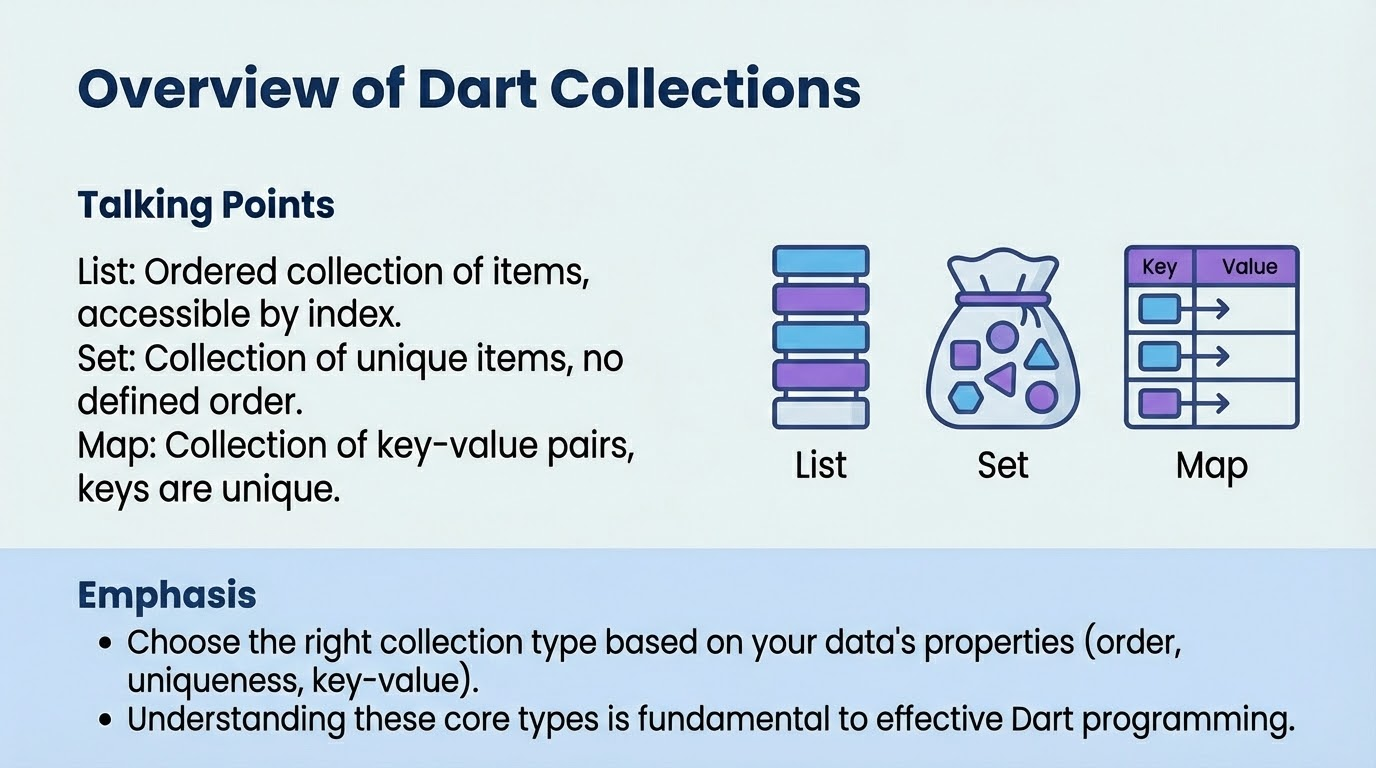 Overview of Dart Collections
Talking Points
List: Ordered collection of items,
accessible by index.
Set: Collection of unique items, no
defined order.
Map: Collection of key-value pairs,
keys are unique.
Key
Value
List
Set
Map
Emphasis
• Choose the right collection type based on your data's properties (order,
uniqueness, key-value).
• Understanding these core types is fundamental to effective Dart programming.